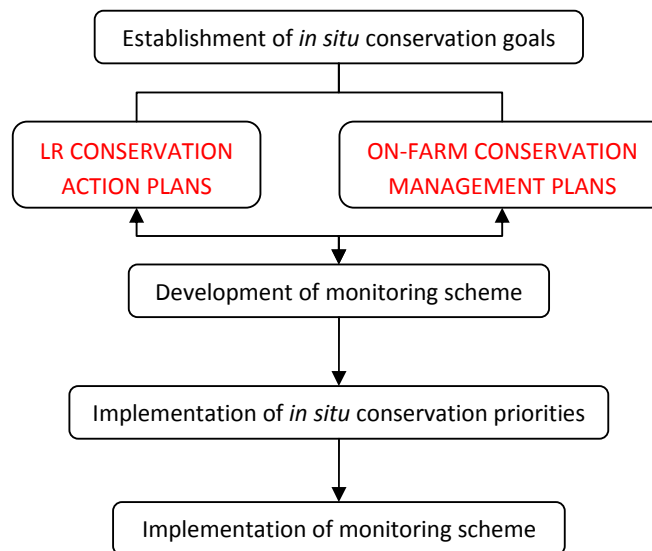 Establishment of in situ conservation goals
LR CONSERVATION
ACTION PLANS
ON-FARM CONSERVATION
MANAGEMENT PLANS
Development of monitoring scheme
Implementation of in situ conservation priorities
Implementation of monitoring scheme